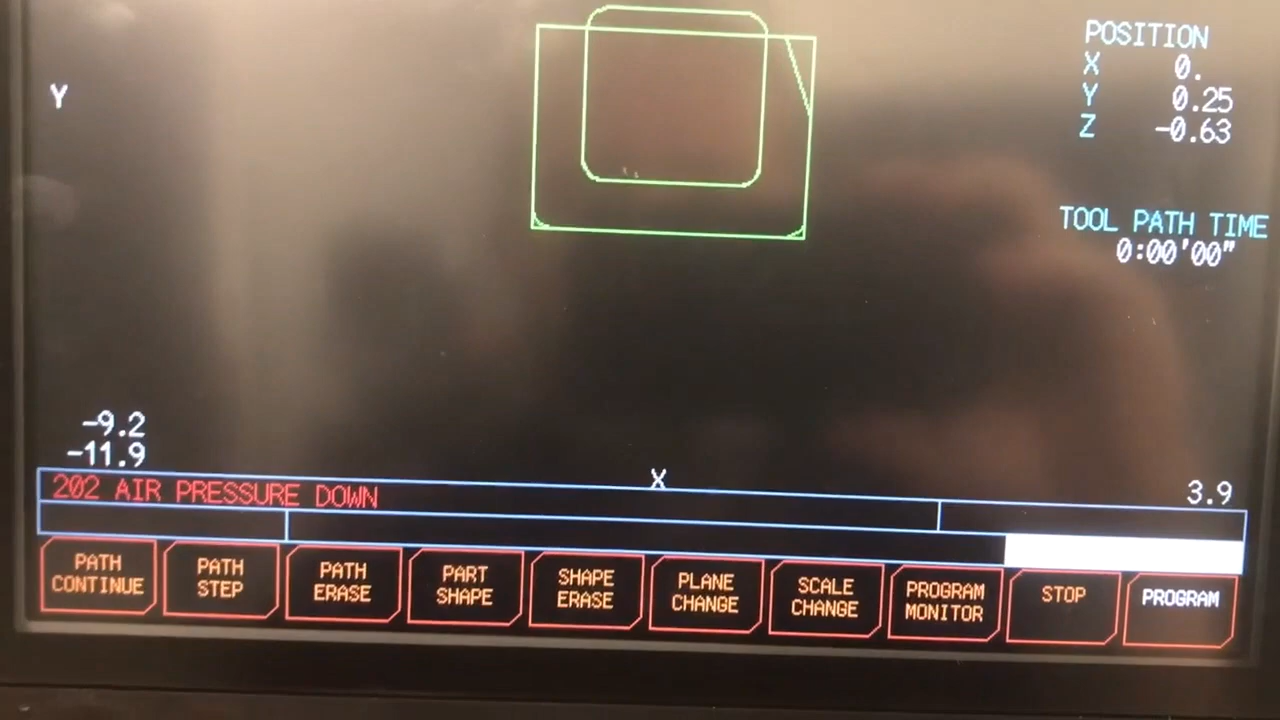 POSITION
X 0.
Y 0.25
Z -0.63
Y
TOOL PATH TIME
0:00'00"
-9.2
-11.9
X
3.9
202 AIR PRESSURE DOWN
PATH CONTINUE
PATH STEP
PATH ERASE
PART SHAPE
SHAPE ERASE
PLANE CHANGE
SCALE CHANGE
PROGRAM MONITOR
STOP
PROGRAM